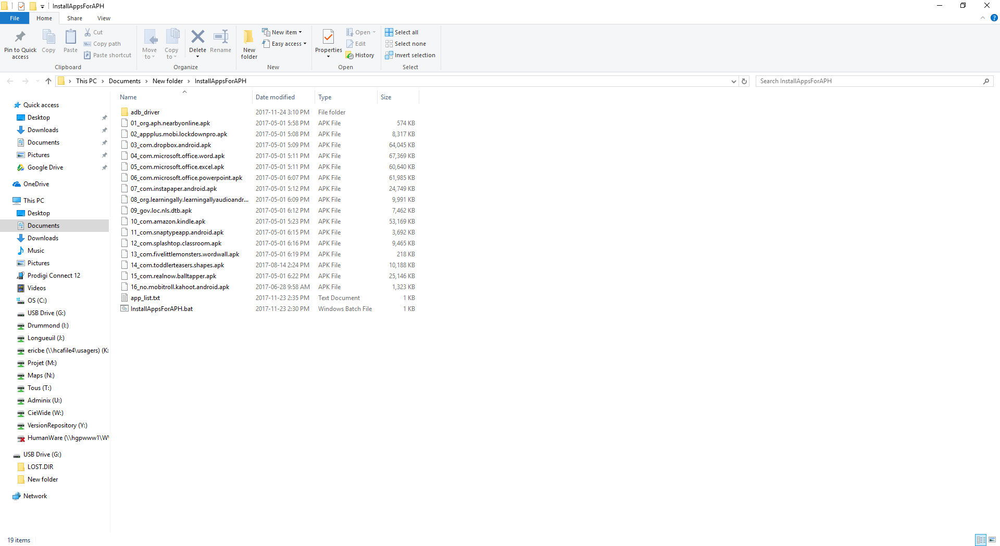 InstallAppsForAPH
File Home Share View
Pin to Quick access
Copy
Paste
Cut
Copy path
Paste shortcut
Clipboard
Move to
Copy to
Delete
Rename
Organize
New folder
New item
Easy access
New
Properties
Open
Edit
History
Open
Select all
Select none
Invert selection
Select
This PC > Documents > New folder > InstallAppsForAPH
Search InstallAppsForAPH
Quick access
Desktop
Downloads
Documents
Pictures
Google Drive
OneDrive
This PC
Desktop
Documents
Downloads
Music
Pictures
Prodigi Connect 12
Videos
OS (C:)
USB Drive (G:)
Drummond (I:)
Longueuil (J:)
ericbe (\\hcafile4\usagers) (K:
Projet (M:)
Maps (N:)
Tous (T:)
Adminix (U:)
CieWide (W:)
VersionRepository (Y:)
HumanWare (\\hgpwww1\W
USB Drive (G:)
LOST.DIR
New folder
Network
Name Date modified Type Size
adb_driver 2017-11-24 3:10 PM File folder
01_org.aph.nearbyonline.apk 2017-05-01 5:58 PM APK File 574 KB
02_appplus.mobi.lockdownpro.apk 2017-05-01 5:08 PM APK File 8,317 KB
03_com.dropbox.android.apk 2017-05-01 5:09 PM APK File 64,045 KB
04_com.microsoft.office.word.apk 2017-05-01 5:11 PM APK File 67,369 KB
05_com.microsoft.office.excel.apk 2017-05-01 5:11 PM APK File 60,640 KB
06_com.microsoft.office.powerpoint.apk 2017-05-01 6:07 PM APK File 61,985 KB
07_com.instapaper.android.apk 2017-05-01 5:12 PM APK File 24,749 KB
08_org.learningally.learningallyaudioandr... 2017-05-01 6:09 PM APK File 9,991 KB
09_gov.loc.nls.dtb.apk 2017-05-01 6:12 PM APK File 7,462 KB
10_com.amazon.kindle.apk 2017-05-01 5:23 PM APK File 53,169 KB
11_com.snaptypeapp.android.apk 2017-05-01 6:15 PM APK File 3,692 KB
12_com.splashtop.classroom.apk 2017-05-01 6:16 PM APK File 9,465 KB
13_com.fivelittlemonsters.wordwall.apk 2017-05-01 6:19 PM APK File 218 KB
14_com.toddlerteasers.shapes.apk 2017-08-14 2:24 PM APK File 10,188 KB
15_com.realnow.balltapper.apk 2017-05-01 6:22 PM APK File 25,146 KB
16_no.mobitroll.kahoot.android.apk 2017-06-28 9:58 AM APK File 1,323 KB
app_list.txt 2017-11-23 2:35 PM Text Document 1 KB
InstallAppsForAPH.bat 2017-11-23 2:30 PM Windows Batch File 1 KB
19 items